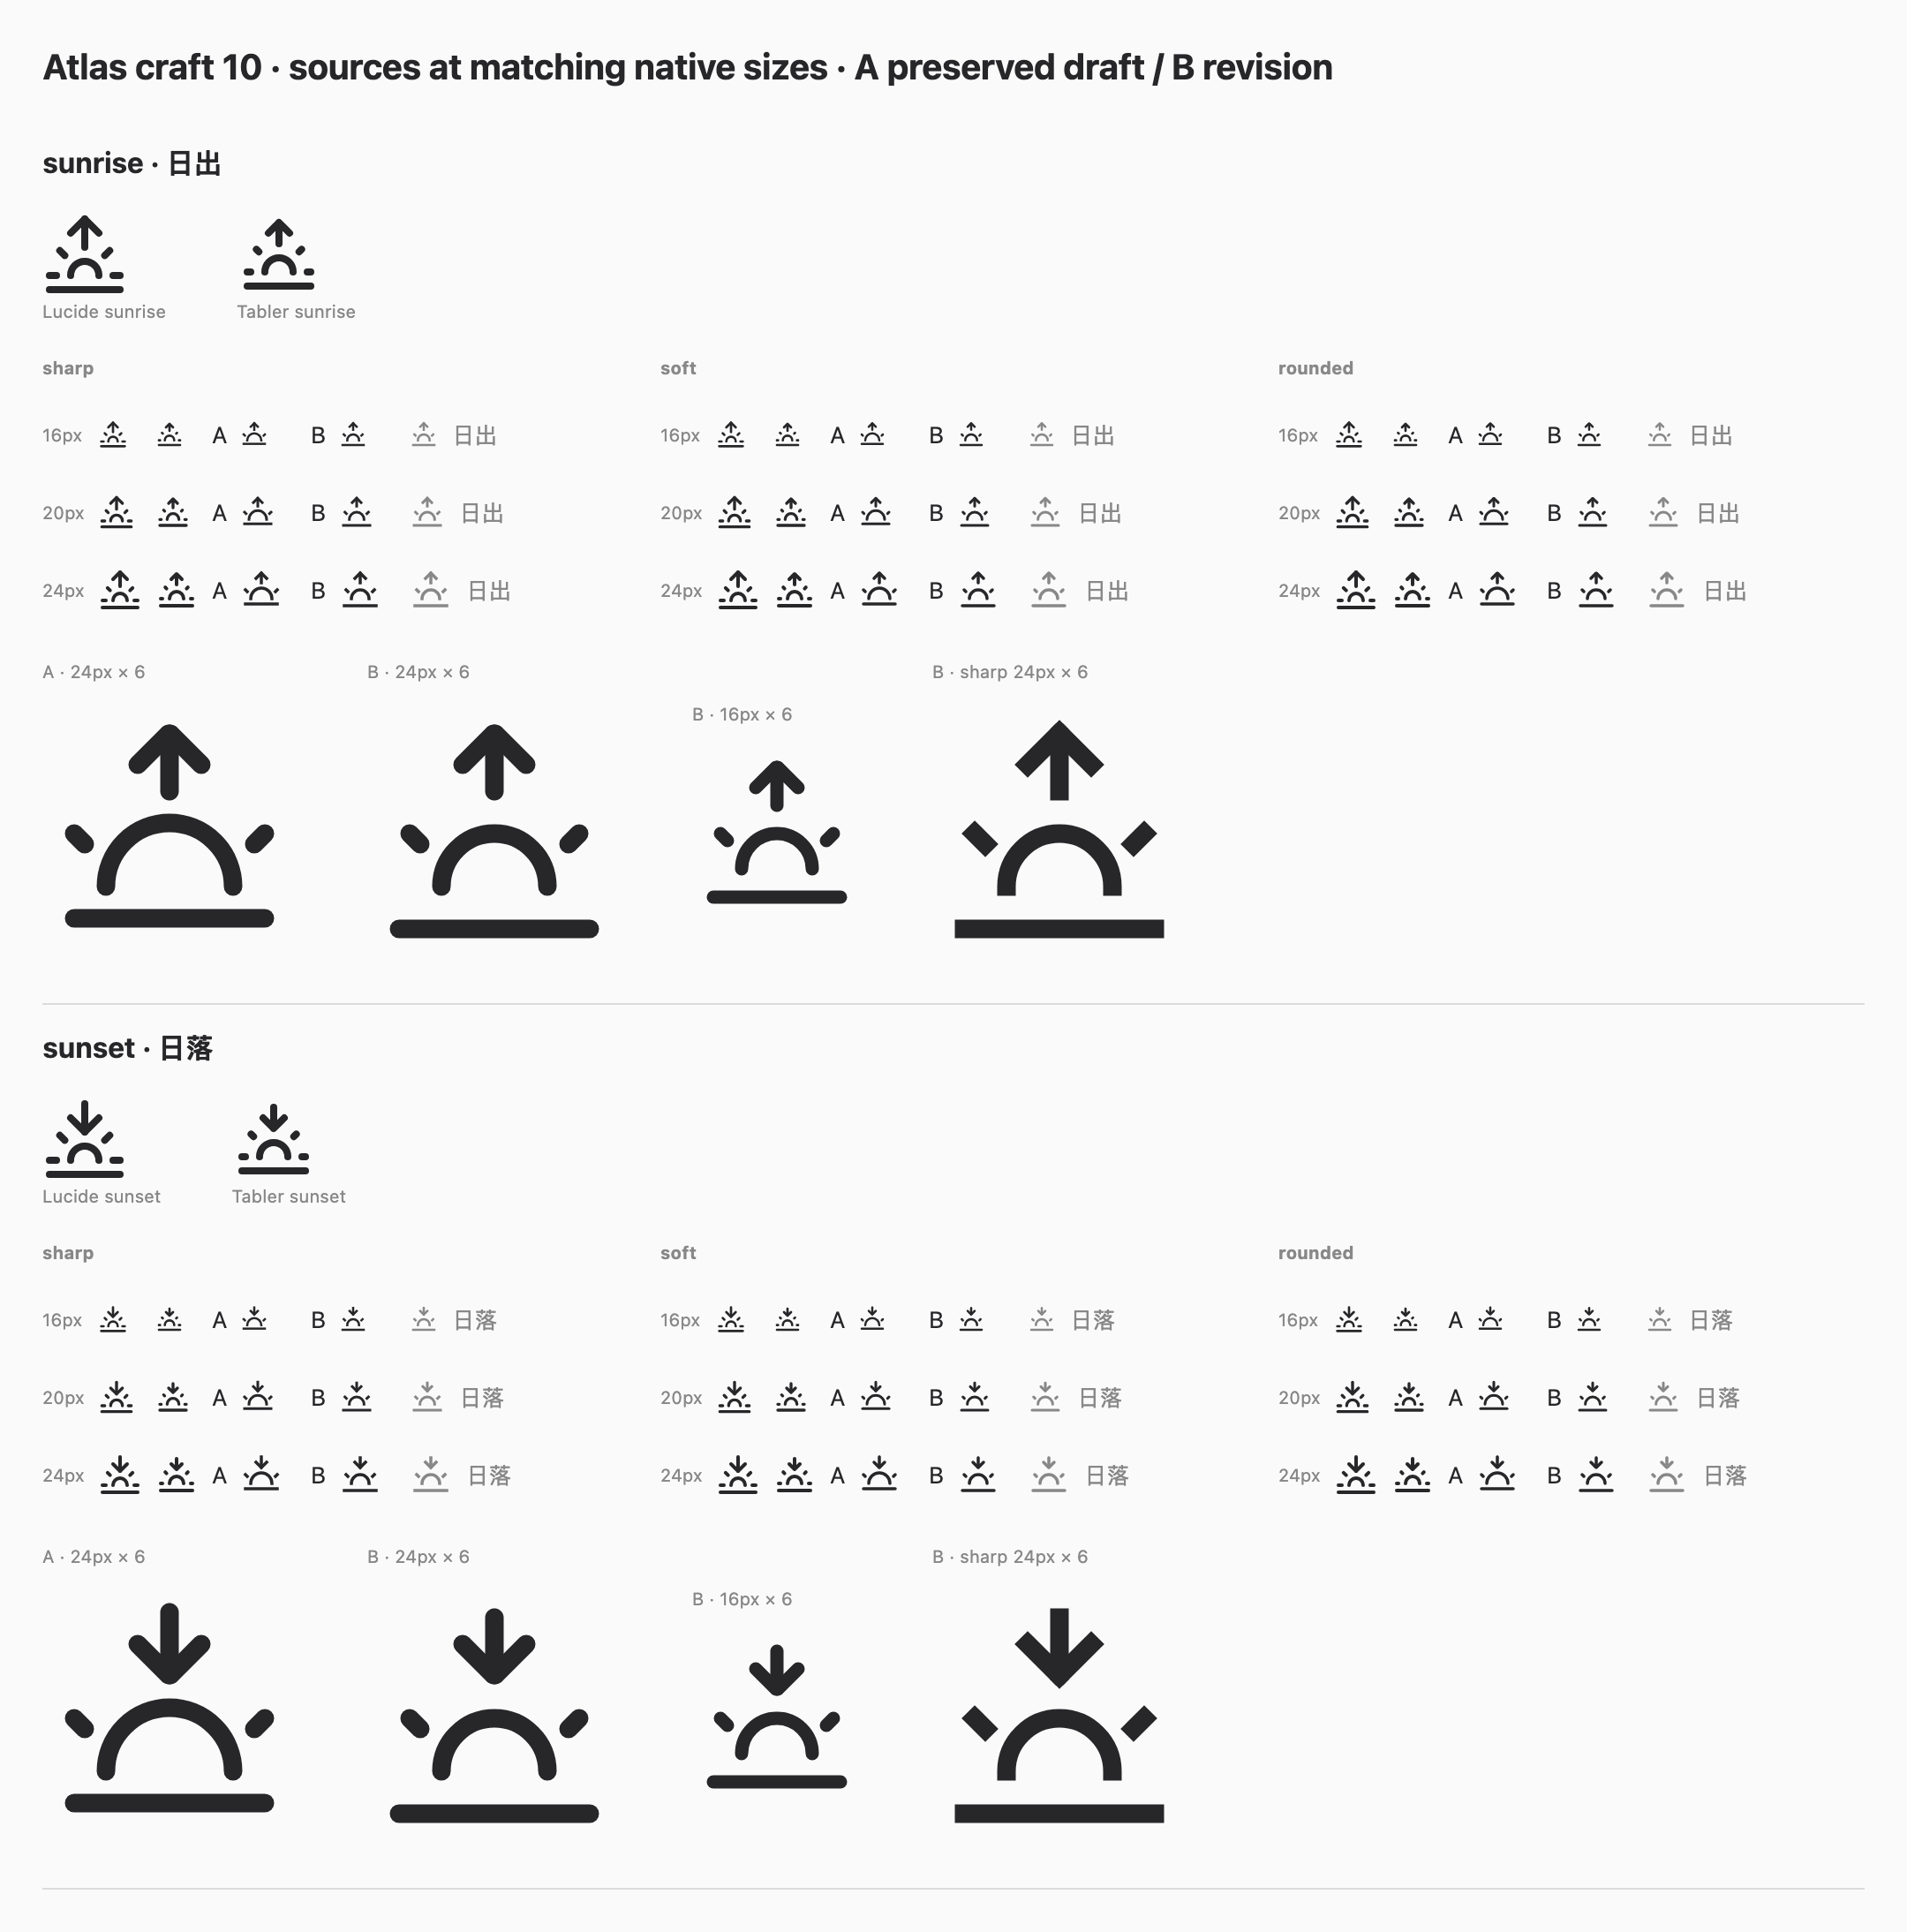 Atlas craft 10 · sources at matching native sizes · A preserved draft / B revision
sunrise · 日出
Lucide sunrise
Tabler sunrise
sharp
soft
rounded
16px A B 日出 16px A B 日出 16px A B 日出
20px A B 日出 20px A B 日出 20px A B 日出
24px A B 日出 24px A B 日出 24px A B 日出
A · 24px × 6
B · 24px × 6
B · 16px × 6
B · sharp 24px × 6
sunset · 日落
Lucide sunset
Tabler sunset
sharp
soft
rounded
16px A B 日落 16px A B 日落 16px A B 日落
20px A B 日落 20px A B 日落 20px A B 日落
24px A B 日落 24px A B 日落 24px A B 日落
A · 24px × 6
B · 24px × 6
B · 16px × 6
B · sharp 24px × 6